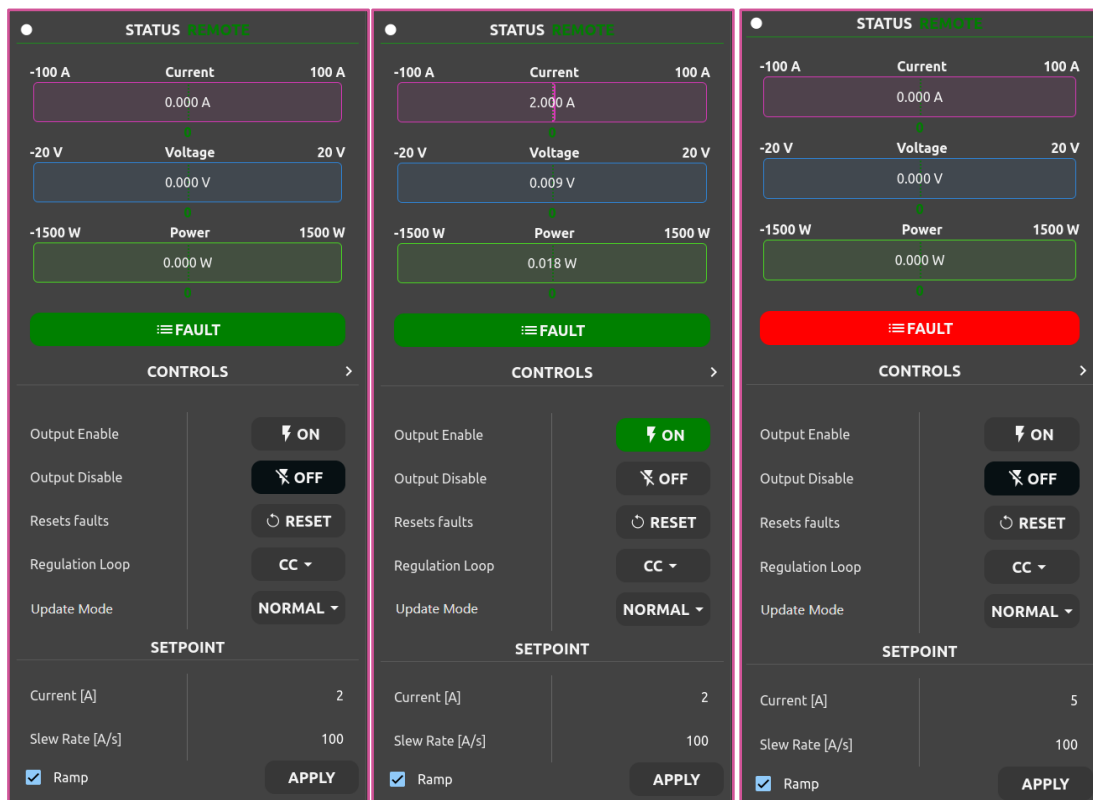 STATUS REMOTE
-100 A Current 100 A
0.000 A
0
-20 V Voltage 20 V
0.000 V
0
-1500 W Power 1500 W
0.000 W
0
FAULT
CONTROLS
Output Enable ON
Output Disable OFF
Resets faults RESET
Regulation Loop CC
Update Mode NORMAL
SETPOINT
Current [A] 2
Slew Rate [A/s] 100
Ramp APPLY
STATUS REMOTE
-100 A Current 100 A
2.000 A
0
-20 V Voltage 20 V
0.009 V
0
-1500 W Power 1500 W
0.018 W
0
FAULT
CONTROLS
Output Enable ON
Output Disable OFF
Resets faults RESET
Regulation Loop CC
Update Mode NORMAL
SETPOINT
Current [A] 2
Slew Rate [A/s] 100
Ramp APPLY
STATUS REMOTE
-100 A Current 100 A
0.000 A
0
-20 V Voltage 20 V
0.000 V
0
-1500 W Power 1500 W
0.000 W
0
FAULT
CONTROLS
Output Enable ON
Output Disable OFF
Resets faults RESET
Regulation Loop CC
Update Mode NORMAL
SETPOINT
Current [A] 5
Slew Rate [A/s] 100
Ramp APPLY